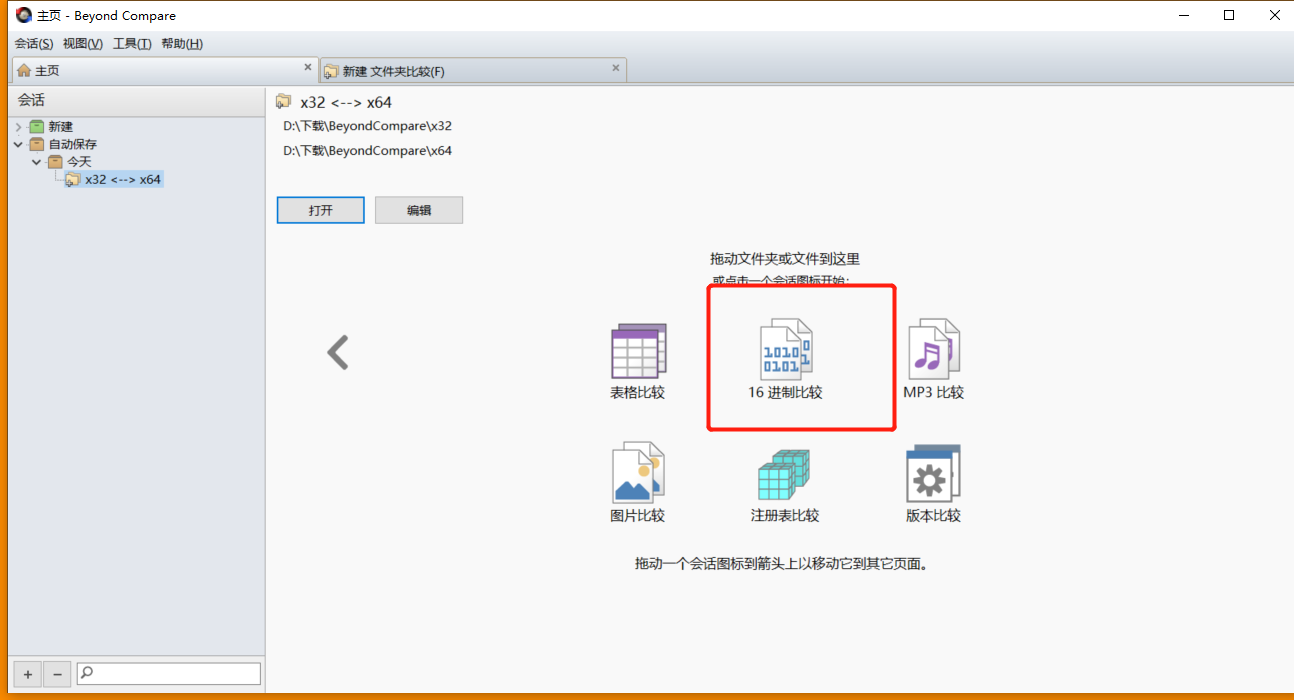 主页 - Beyond Compare
会话(S) 视图(V) 工具(T) 帮助(H)
主页 新建 文件夹比较(F)
会话
新建
自动保存
今天
x32 <--> x64
x32 <--> x64
D:\下载\BeyondCompare\x32
D:\下载\BeyondCompare\x64
打开 编辑
拖动文件夹或文件到这里
或点击一个会话图标开始:
表格比较 16 进制比较 MP3 比较
图片比较 注册表比较 版本比较
拖动一个会话图标到箭头上以移动它到其它页面。